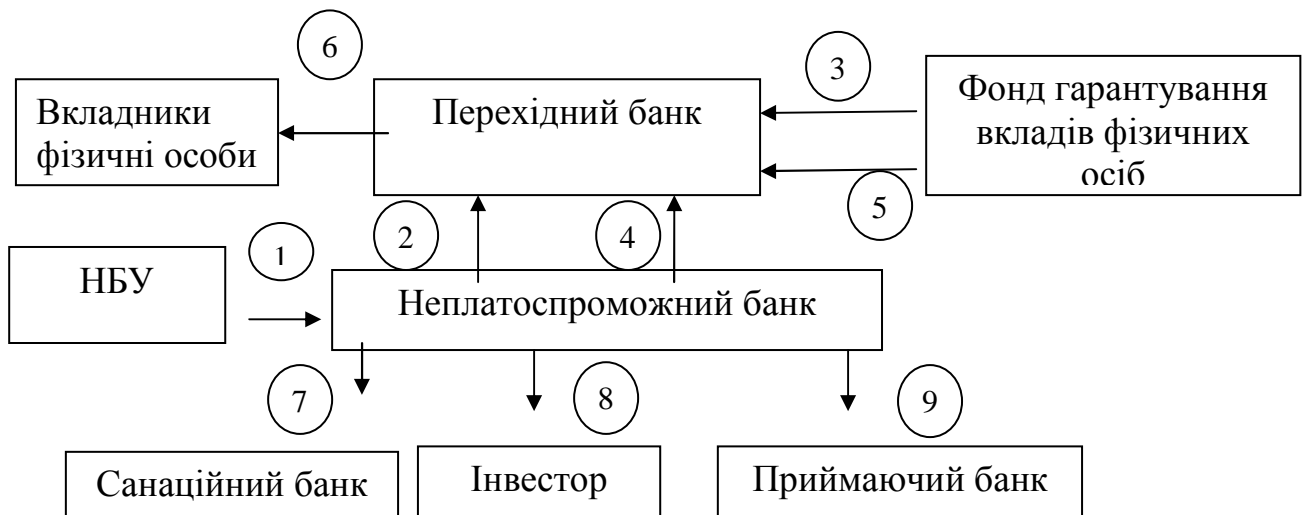 6
3
Вкладники
фізичні особи
Перехідний банк
Фонд гарантування
вкладів фізичних
осіб
5
1
2
4
НБУ
Неплатоспроможний банк
7
8
9
Санаційний банк
Інвестор
Приймаючий банк